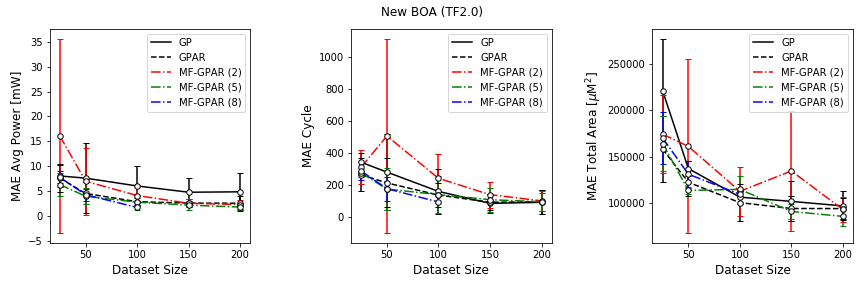 New BOA (TF2.0)
MAE Avg Power [mW]
35
30
25
20
15
10
5
0
−5
GP
GPAR
MF-GPAR (2)
MF-GPAR (5)
MF-GPAR (8)
50
100
150
200
Dataset Size
MAE Cycle
1000
800
600
400
200
0
GP
GPAR
MF-GPAR (2)
MF-GPAR (5)
MF-GPAR (8)
50
100
150
200
Dataset Size
MAE Total Area [μM²]
250000
200000
150000
100000
GP
GPAR
MF-GPAR (2)
MF-GPAR (5)
MF-GPAR (8)
50
100
150
200
Dataset Size